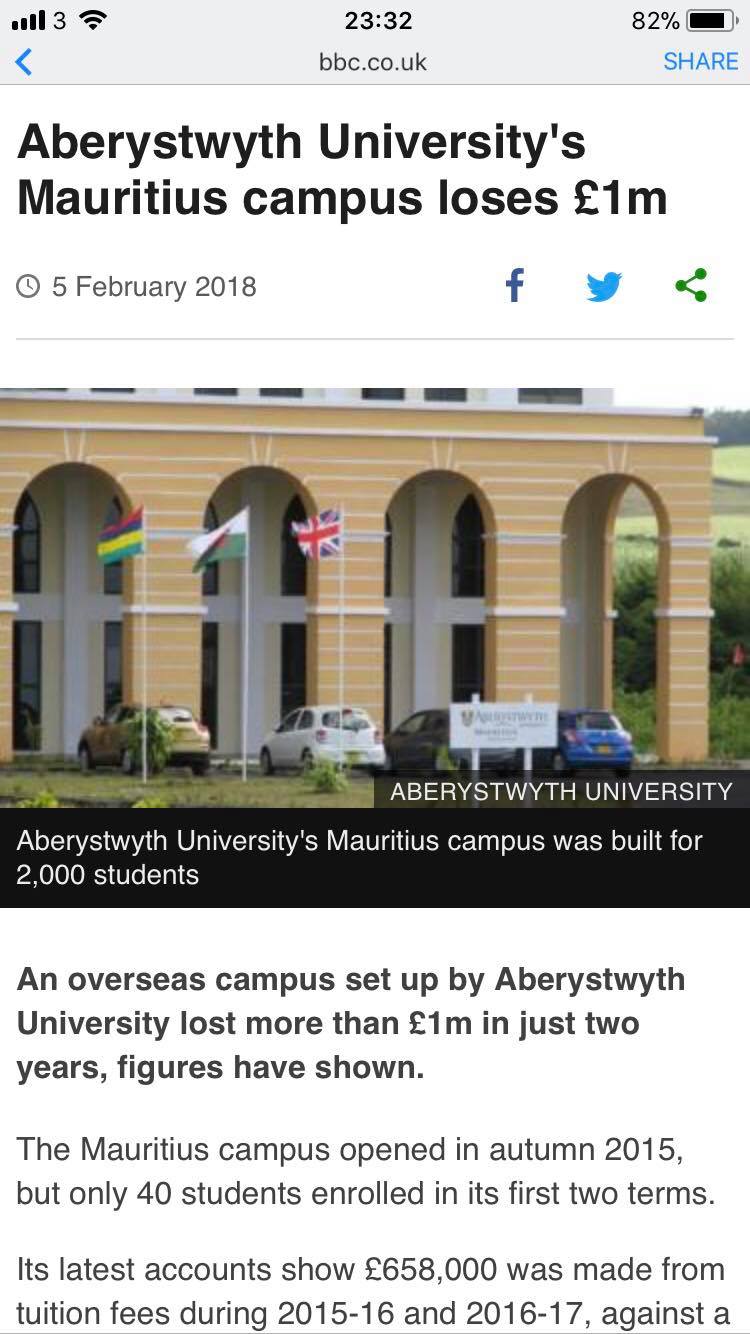 3 23:32 82%
bbc.co.uk SHARE
Aberystwyth University's
Mauritius campus loses £1m
5 February 2018
ABERYSTWYTH
MAURITIUS
ABERYSTWYTH UNIVERSITY
Aberystwyth University's Mauritius campus was built for
2,000 students
An overseas campus set up by Aberystwyth
University lost more than £1m in just two
years, figures have shown.
The Mauritius campus opened in autumn 2015,
but only 40 students enrolled in its first two terms.
Its latest accounts show £658,000 was made from
tuition fees during 2015-16 and 2016-17, against a